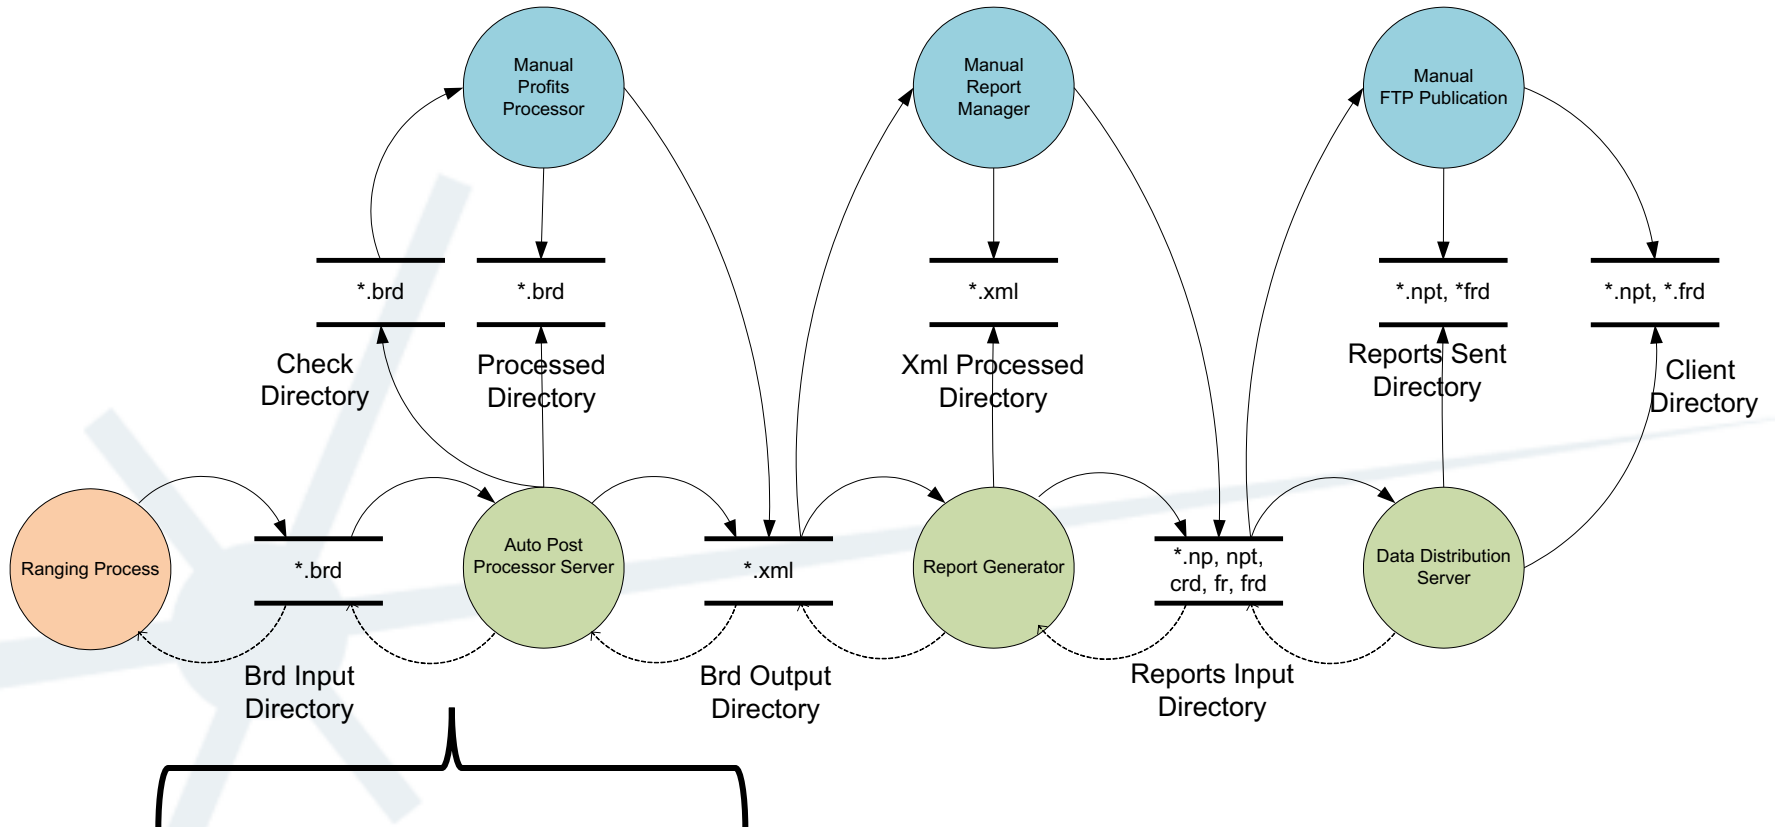 Manual
Profits
Processor
Manual
Report
Manager
Manual
FTP Publication
*.brd
*.brd
*.xml
*.npt, *frd
*.npt, *.frd
Check
Directory
Processed
Directory
Xml Processed
Directory
Reports Sent
Directory
Client
Directory
Ranging Process
*.brd
Auto Post
Processor Server
*.xml
Report Generator
*.np, npt,
crd, fr, frd
Data Distribution
Server
Brd Input
Directory
Brd Output
Directory
Reports Input
Directory